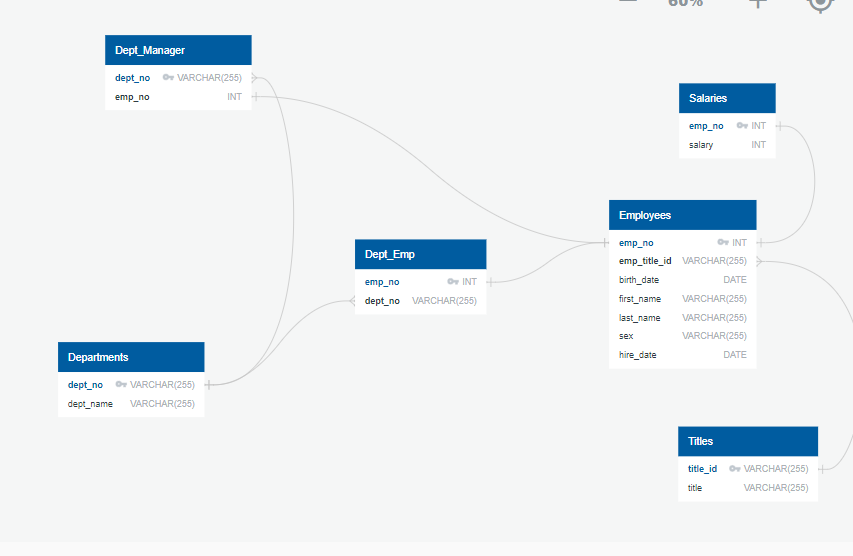 60%
Dept_Manager
dept_no VARCHAR(255)
emp_no INT
Salaries
emp_no INT
salary INT
Employees
emp_no INT
emp_title_id VARCHAR(255)
birth_date DATE
first_name VARCHAR(255)
last_name VARCHAR(255)
sex VARCHAR(255)
hire_date DATE
Dept_Emp
emp_no INT
dept_no VARCHAR(255)
Departments
dept_no VARCHAR(255)
dept_name VARCHAR(255)
Titles
title_id VARCHAR(255)
title VARCHAR(255)